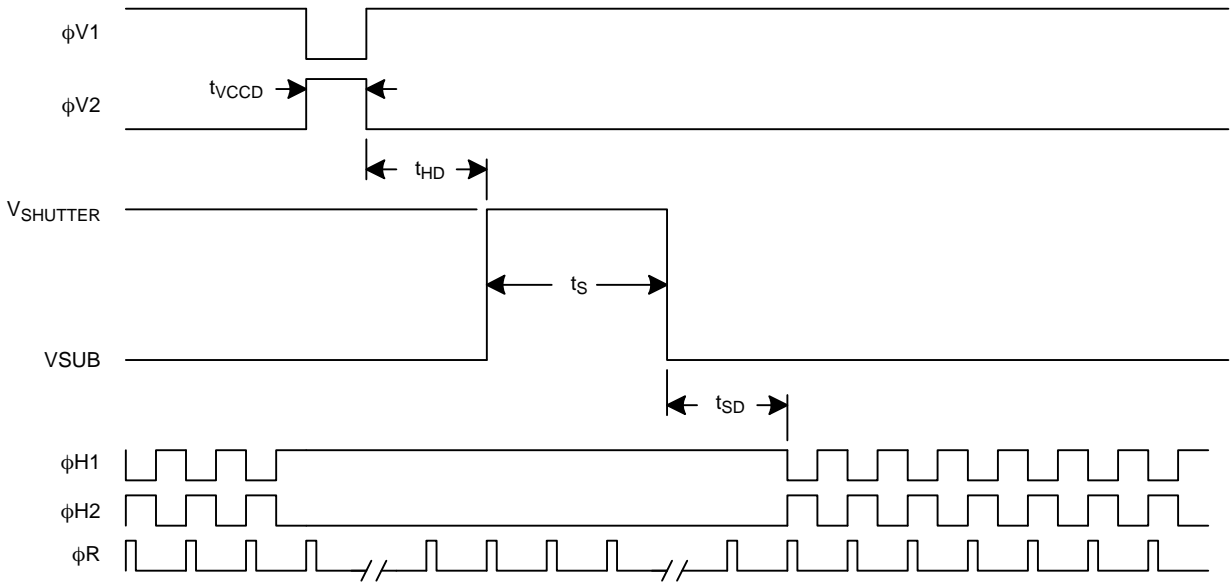 ϕV1
tVCCD
ϕV2
tHD
VSHUTTER
tS
VSUB
tSD
ϕH1
ϕH2
ϕR